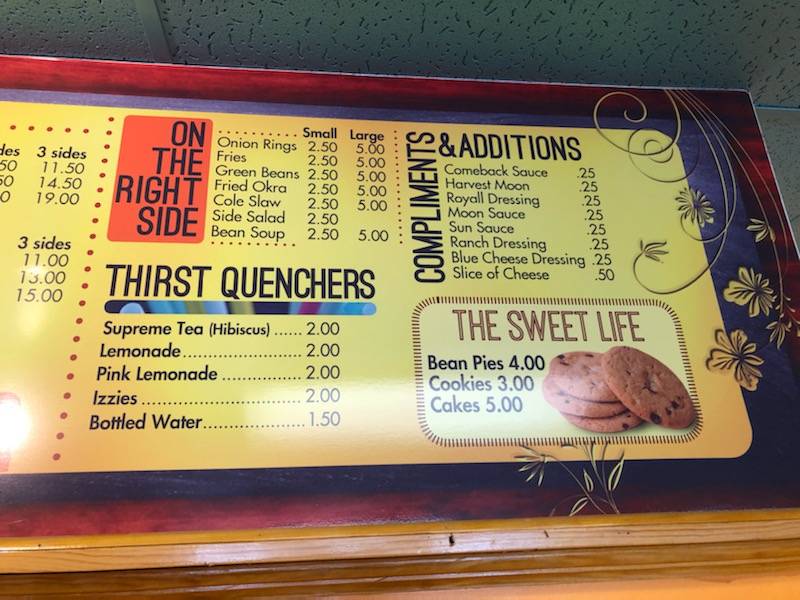 des 3 sides
50 11.50
50 14.50
0 19.00
3 sides
11.00
13.00
15.00
ON
THE
RIGHT
SIDE
Small Large
Onion Rings 2.50 5.00
Fries 2.50 5.00
Green Beans 2.50 5.00
Fried Okra 2.50 5.00
Cole Slaw 2.50 5.00
Side Salad 2.50
Bean Soup 2.50 5.00
THIRST QUENCHERS
Supreme Tea (Hibiscus) ...... 2.00
Lemonade ...................... 2.00
Pink Lemonade .............. 2.00
Izzies ............................ 2.00
Bottled Water ................. 1.50
COMPLIMENTS
& ADDITIONS
Comeback Sauce .25
Harvest Moon .25
Royall Dressing .25
Moon Sauce .25
Sun Sauce .25
Ranch Dressing .25
Blue Cheese Dressing .25
Slice of Cheese .50
THE SWEET LIFE
Bean Pies 4.00
Cookies 3.00
Cakes 5.00